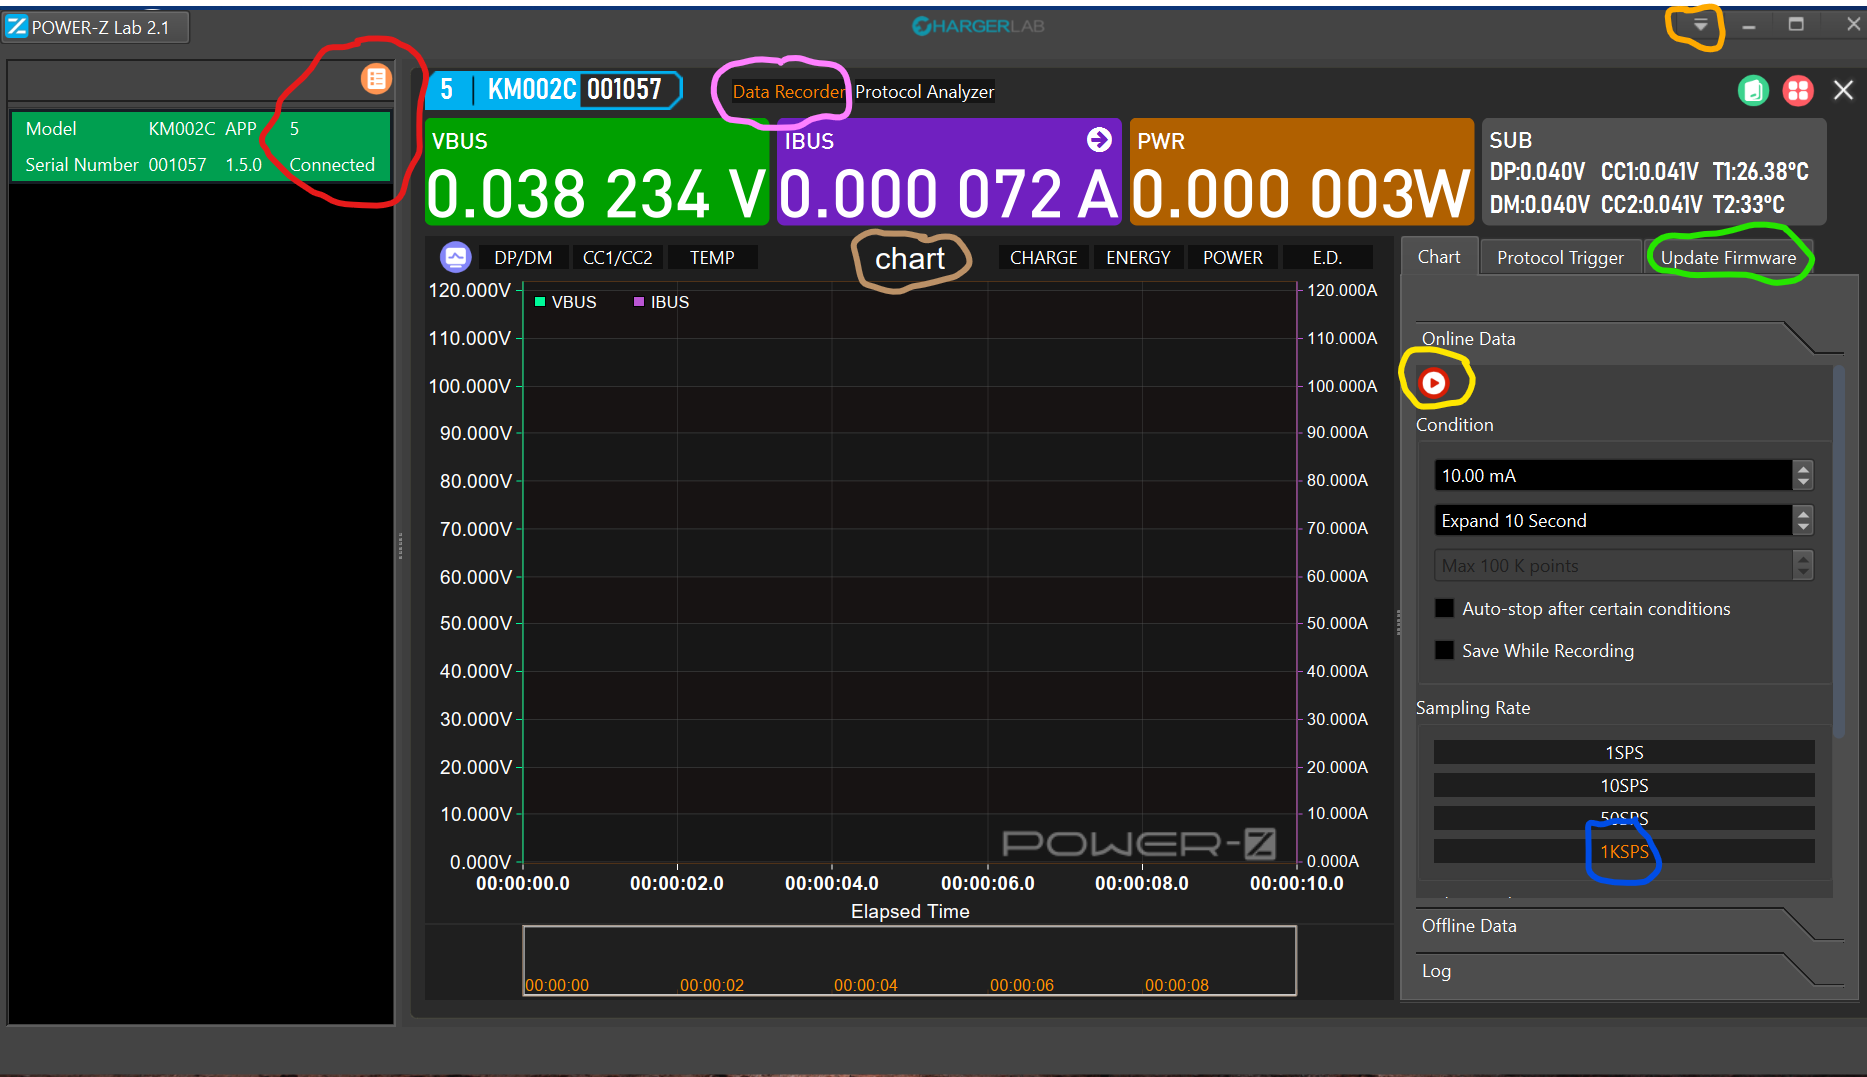 POWER-Z Lab 2.1
CHARGERLAB
Model KM002C APP 5
Serial Number 001057 1.5.0 Connected
5 KM002C 001057
Data Recorder Protocol Analyzer
VBUS
0.038 234 V
IBUS
0.000 072 A
PWR
0.000 003W
SUB
DP:0.040V CC1:0.041V T1:26.38°C
DM:0.040V CC2:0.041V T2:33°C
DP/DM CC1/CC2 TEMP chart CHARGE ENERGY POWER E.D.
VBUS IBUS
120.000V 120.000A
110.000V 110.000A
100.000V 100.000A
90.000V 90.000A
80.000V 80.000A
70.000V 70.000A
60.000V 60.000A
50.000V 50.000A
40.000V 40.000A
30.000V 30.000A
20.000V 20.000A
10.000V 10.000A
POWER-Z
0.000V 0.000A
00:00:00.0 00:00:02.0 00:00:04.0 00:00:06.0 00:00:08.0 00:00:10.0
Elapsed Time
00:00:00 00:00:02 00:00:04 00:00:06 00:00:08
Chart Protocol Trigger Update Firmware
Online Data
Condition
10.00 mA
Expand 10 Second
Max 100 K points
Auto-stop after certain conditions
Save While Recording
Sampling Rate
1SPS
10SPS
50SPS
1KSPS
Offline Data
Log